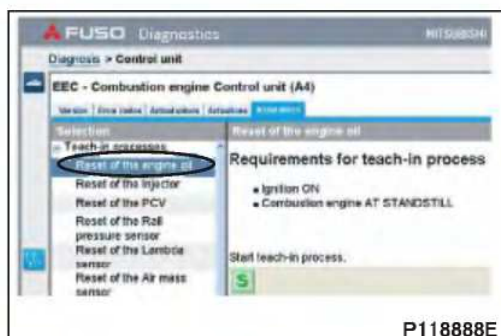 FUSO Diagnostics
MITSUBISHI
Diagnosis > Control unit
EEC - Combustion engine Control unit (A4)
Version | Error codes | Actual values |
Selection
Reset of the engine oil
Teach-in processes
Reset of the engine oil
Reset of the Injector
Reset of the PCV
Reset of the Rail
pressure sensor
Reset of the Lambda
sensor
Reset of the Air mass
sensor
Requirements for teach-in process
• Ignition ON
• Combustion engine AT STANDSTILL
Start teach-in process.
S
P118888E